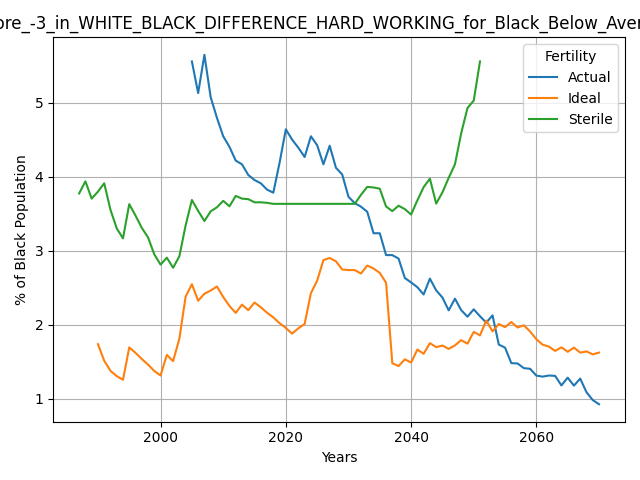 ore_-3_in_WHITE_BLACK_DIFFERENCE_HARD_WORKING_for_Black_Below_Aver
Fertility
Actual
Ideal
Sterile
% of Black Population
5
4
3
2
1
2000 2020 2040 2060
Years